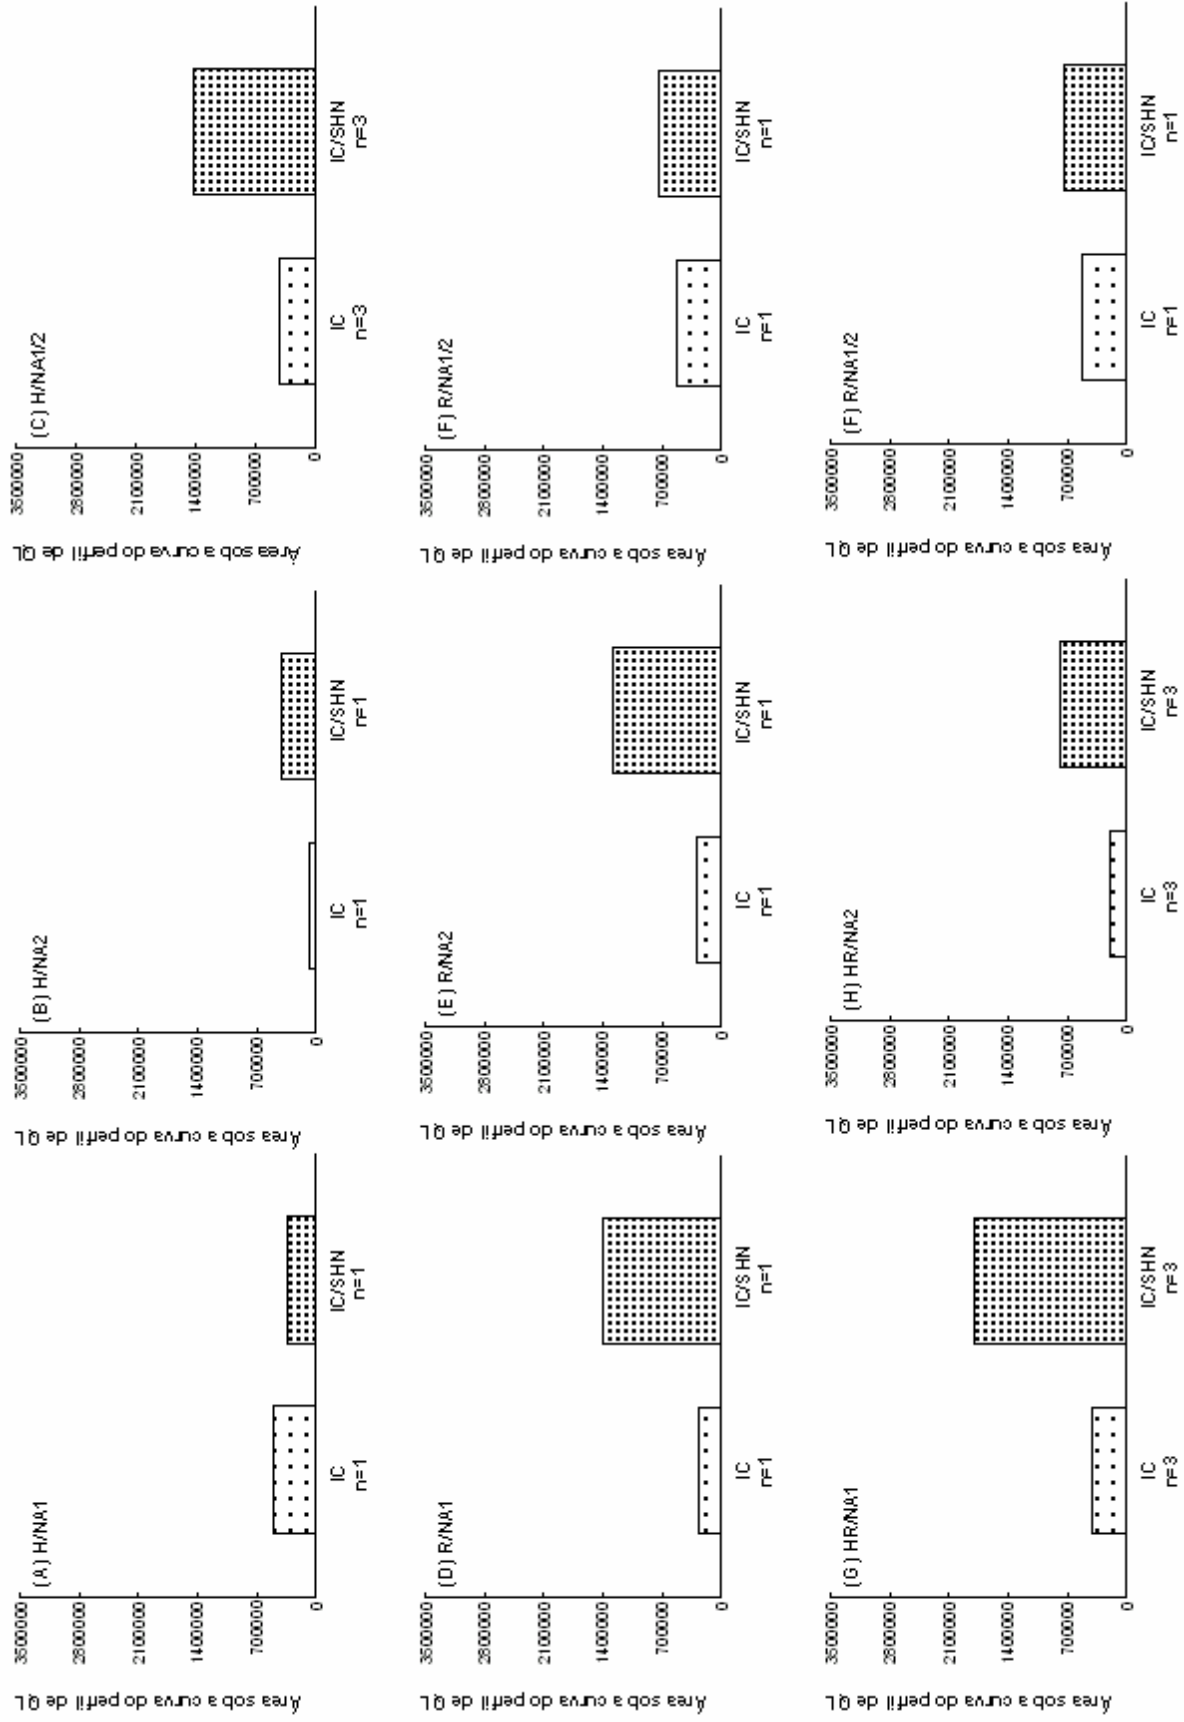 Área sob a curva do perfil de QL
3500000
2800000
2100000
1400000
700000
0
(A) H/NA1
IC
n=1
IC/SHN
n=1
Área sob a curva do perfil de QL
3500000
2800000
2100000
1400000
700000
0
(B) H/NA2
IC
n=1
IC/SHN
n=1
Área sob a curva do perfil de QL
3500000
2800000
2100000
1400000
700000
0
(C) H/NA1/2
IC
n=3
IC/SHN
n=3
Área sob a curva do perfil de QL
3500000
2800000
2100000
1400000
700000
0
(D) R/NA1
IC
n=1
IC/SHN
n=1
Área sob a curva do perfil de QL
3500000
2800000
2100000
1400000
700000
0
(E) R/NA2
IC
n=1
IC/SHN
n=1
Área sob a curva do perfil de QL
3500000
2800000
2100000
1400000
700000
0
(F) R/NA1/2
IC
n=1
IC/SHN
n=1
Área sob a curva do perfil de QL
3500000
2800000
2100000
1400000
700000
0
(G) HR/NA1
IC
n=3
IC/SHN
n=3
Área sob a curva do perfil de QL
3500000
2800000
2100000
1400000
700000
0
(H) HR/NA2
IC
n=3
IC/SHN
n=3
Área sob a curva do perfil de QL
3500000
2800000
2100000
1400000
700000
0
(F) R/NA1/2
IC
n=1
IC/SHN
n=1